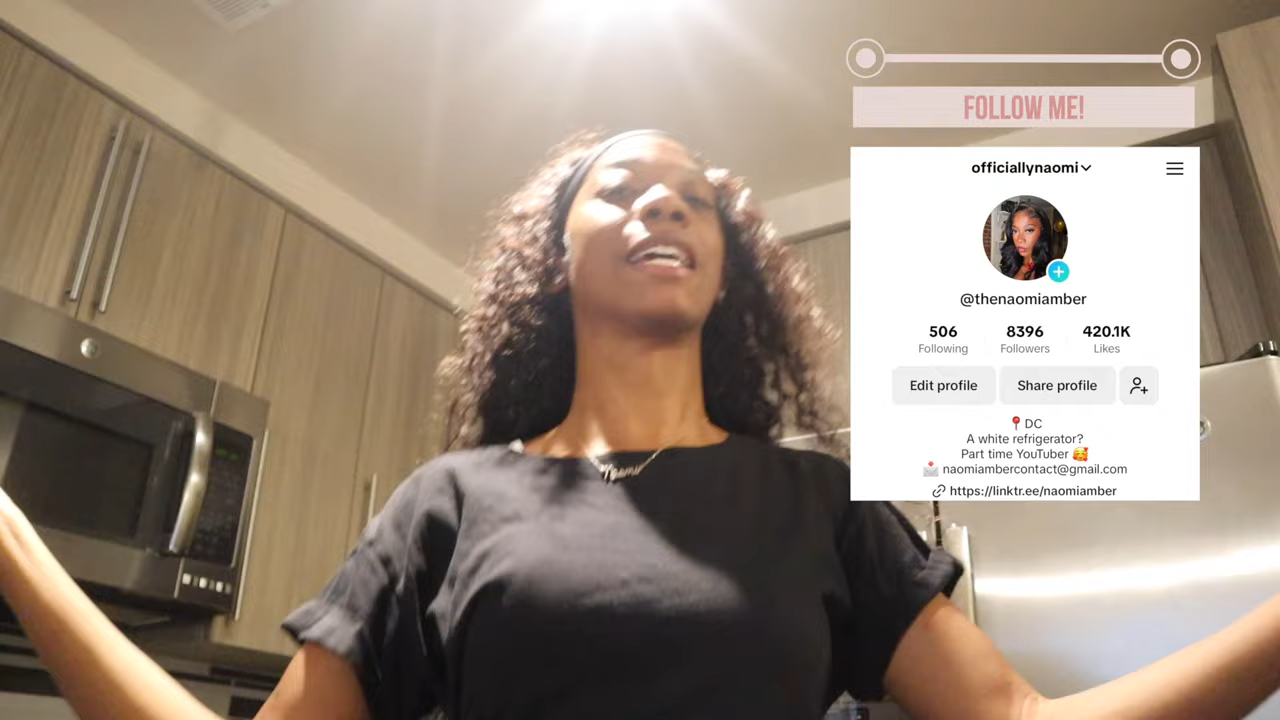 FOLLOW ME!
officiallynaomi
@thenaomiamber
506 8396 420.1K
Following Followers Likes
Edit profile Share profile
📍DC
A white refrigerator?
Part time YouTuber 🥰
📩 naomiambercontact@gmail.com
https://linktr.ee/naomiamber
Naomi